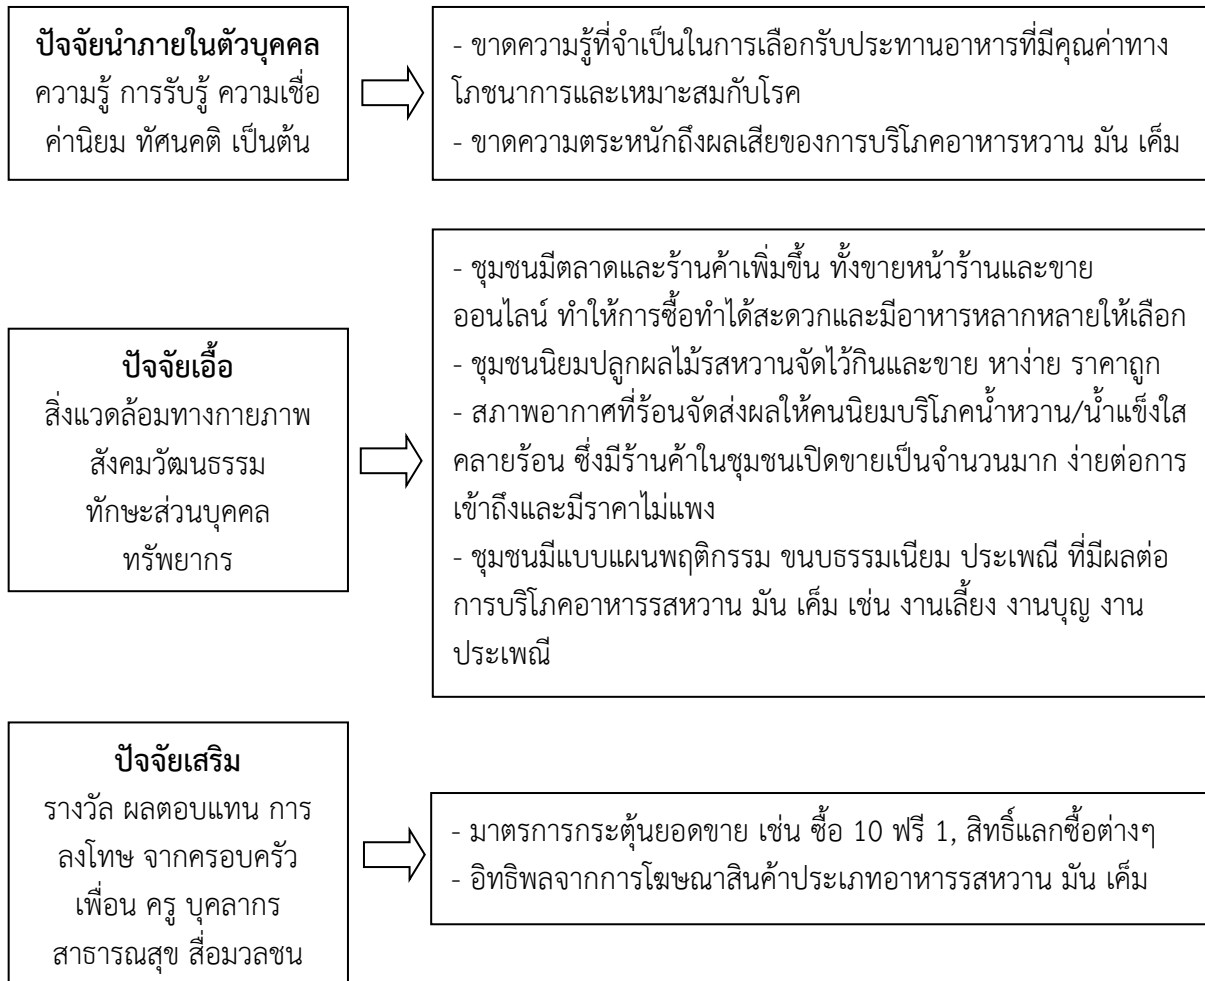 ปัจจัยนำภายในตัวบุคคล
ความรู้ การรับรู้ ความเชื่อ
ค่านิยม ทัศนคติ เป็นต้น
- ขาดความรู้ที่จำเป็นในการเลือกรับประทานอาหารที่มีคุณค่าทาง
โภชนาการและเหมาะสมกับโรค
- ขาดความตระหนักถึงผลเสียของการบริโภคอาหารหวาน มัน เค็ม
ปัจจัยเอื้อ
สิ่งแวดล้อมทางกายภาพ
สังคมวัฒนธรรม
ทักษะส่วนบุคคล
ทรัพยากร
- ชุมชนมีตลาดและร้านค้าเพิ่มขึ้น ทั้งขายหน้าร้านและขาย
ออนไลน์ ทำให้การซื้อทำได้สะดวกและมีอาหารหลากหลายให้เลือก
- ชุมชนนิยมปลูกผลไม้รสหวานจัดไว้กินและขาย หาง่าย ราคาถูก
- สภาพอากาศที่ร้อนจัดส่งผลให้คนนิยมบริโภคน้ำหวาน/น้ำแข็งใส
คลายร้อน ซึ่งมีร้านค้าในชุมชนเปิดขายเป็นจำนวนมาก ง่ายต่อการ
เข้าถึงและมีราคาไม่แพง
- ชุมชนมีแบบแผนพฤติกรรม ขนบธรรมเนียม ประเพณี ที่มีผลต่อ
การบริโภคอาหารรสหวาน มัน เค็ม เช่น งานเลี้ยง งานบุญ งาน
ประเพณี
ปัจจัยเสริม
รางวัล ผลตอบแทน การ
ลงโทษ จากครอบครัว
เพื่อน ครู บุคลากร
สาธารณสุข สื่อมวลชน
- มาตรการกระตุ้นยอดขาย เช่น ซื้อ 10 ฟรี 1, สิทธิ์แลกซื้อต่างๆ
- อิทธิพลจากการโฆษณาสินค้าประเภทอาหารรสหวาน มัน เค็ม